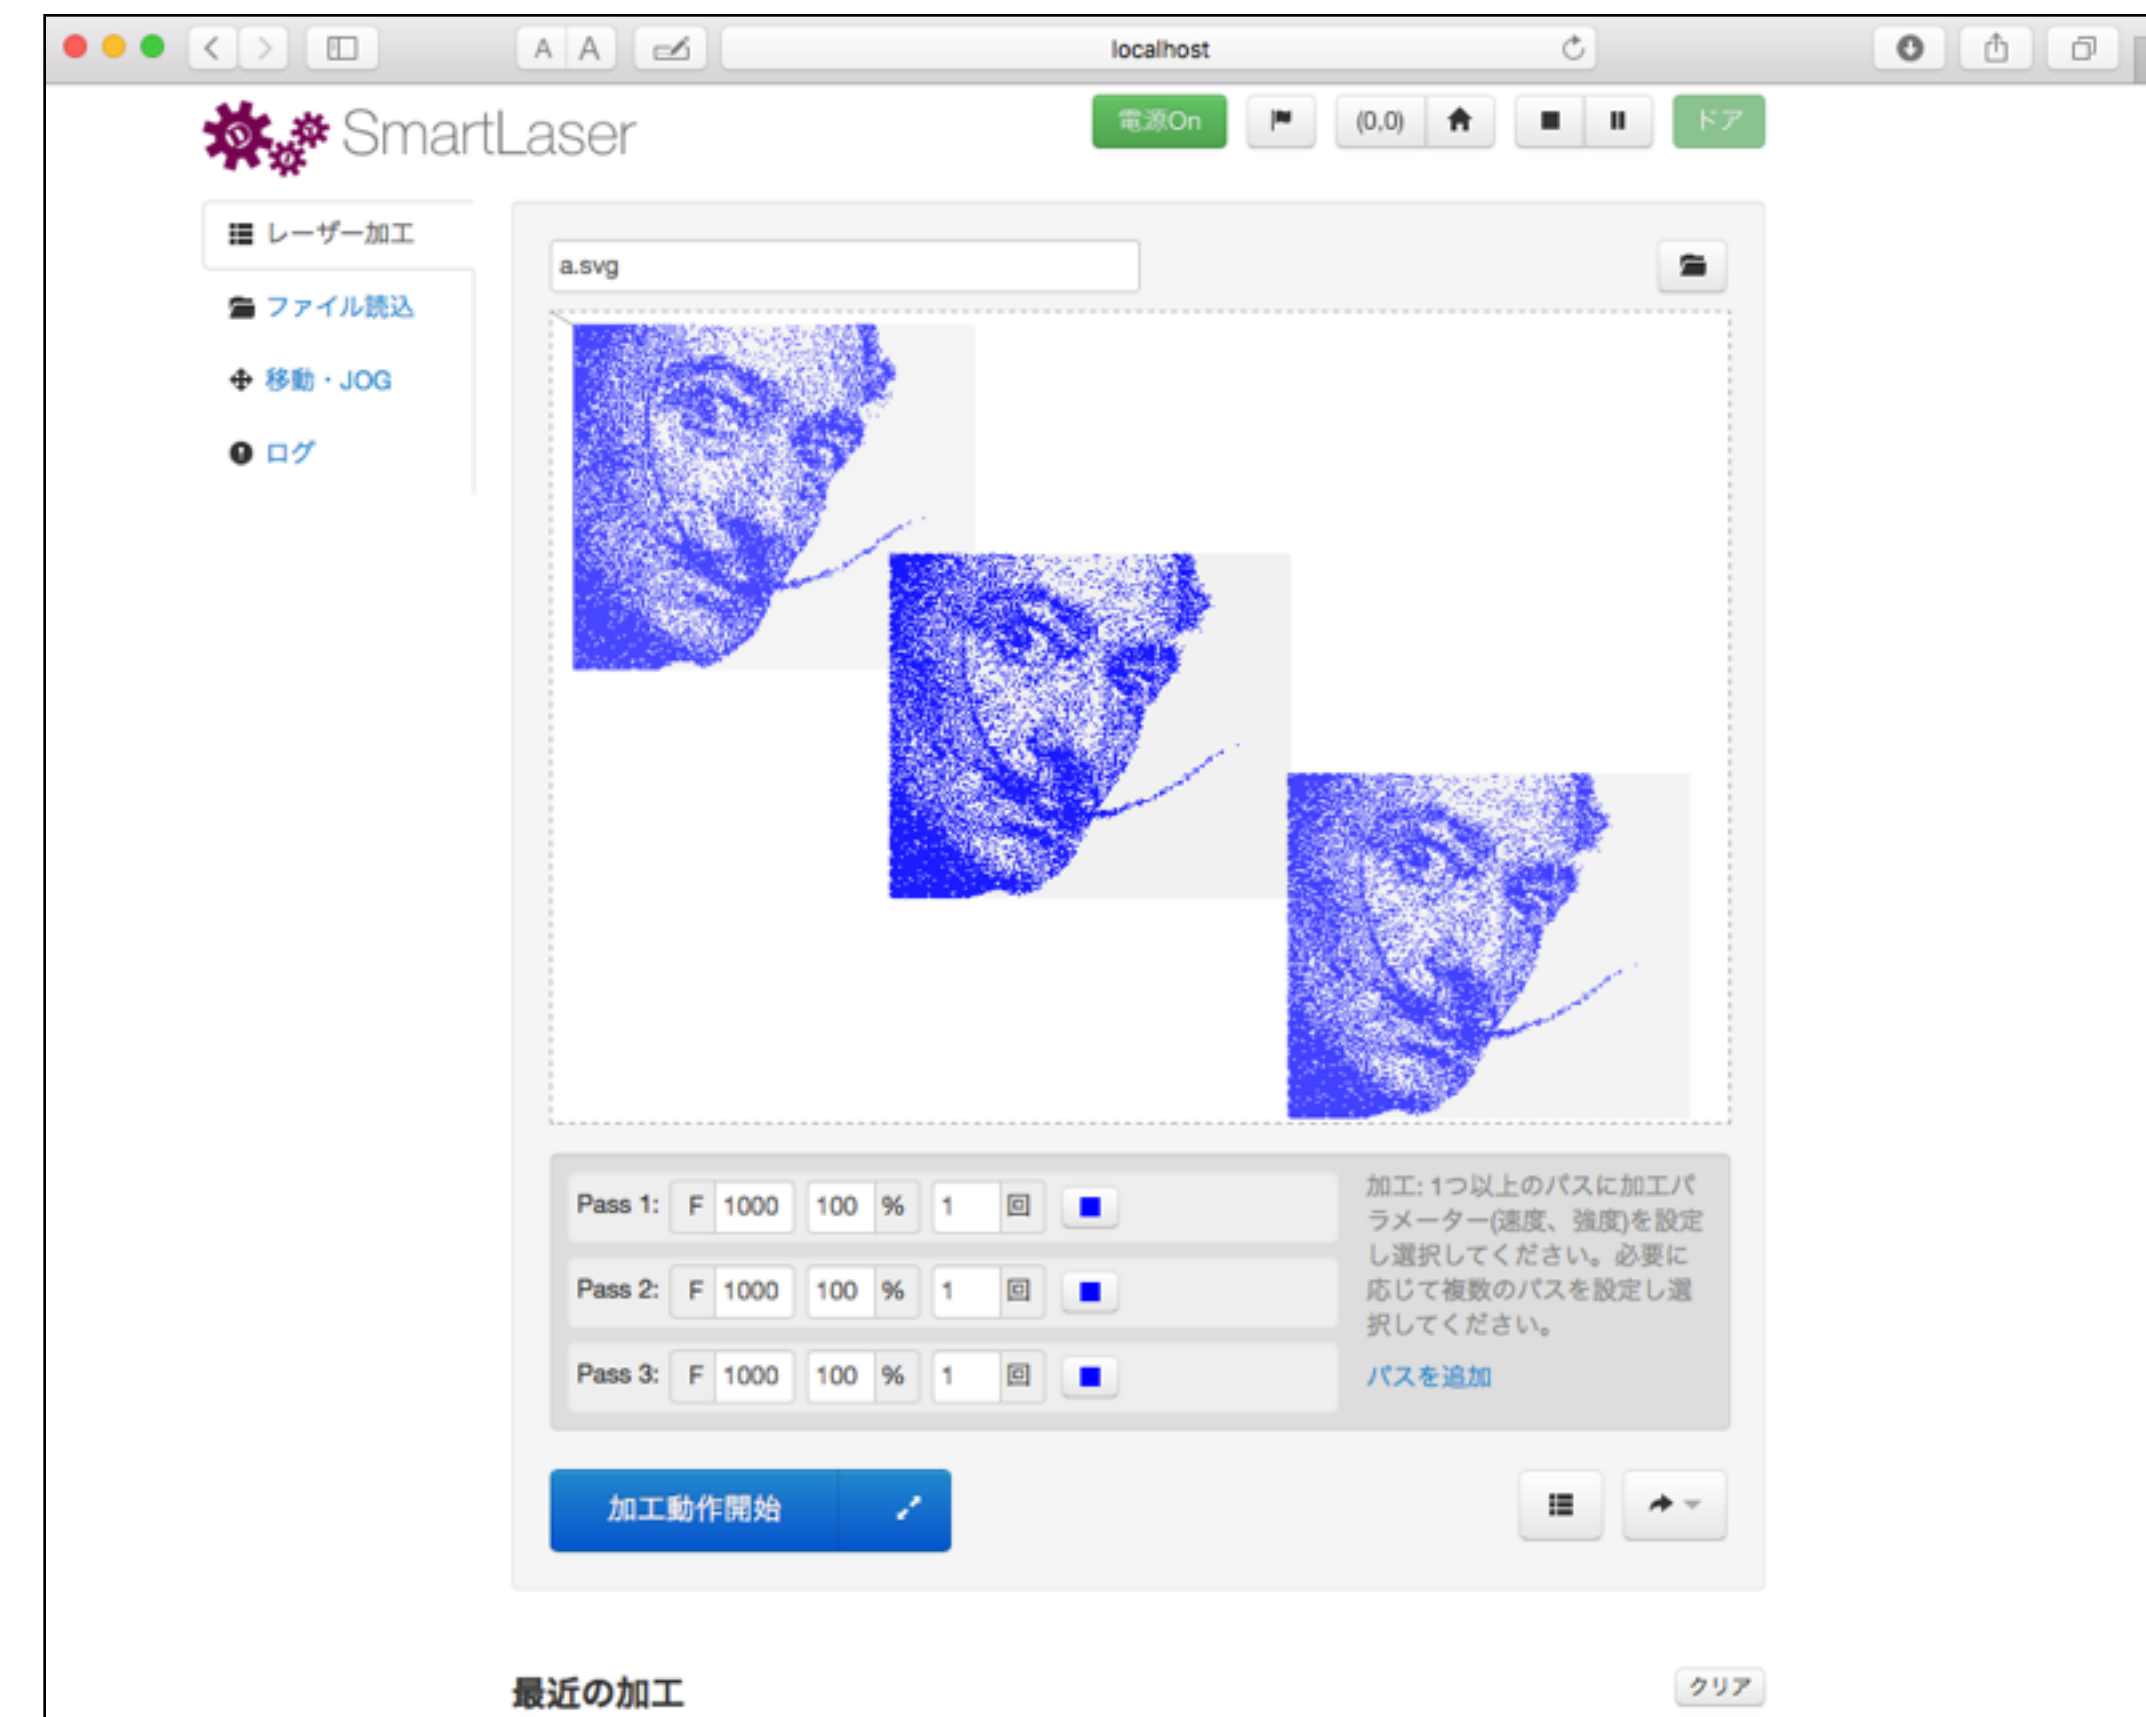 localhost
SmartLaser
電源On
(0,0)
ドア
レーザー加工
ファイル読込
移動・JOG
ログ
a.svg
Pass 1: F 1000 100 % 1 回
Pass 2: F 1000 100 % 1 回
Pass 3: F 1000 100 % 1 回
加工: 1つ以上のパスに加工パ
ラメーター(速度、強度)を設定
し選択してください。必要に
応じて複数のパスを設定し選
択してください。
パスを追加
加工動作開始
最近の加工
クリア